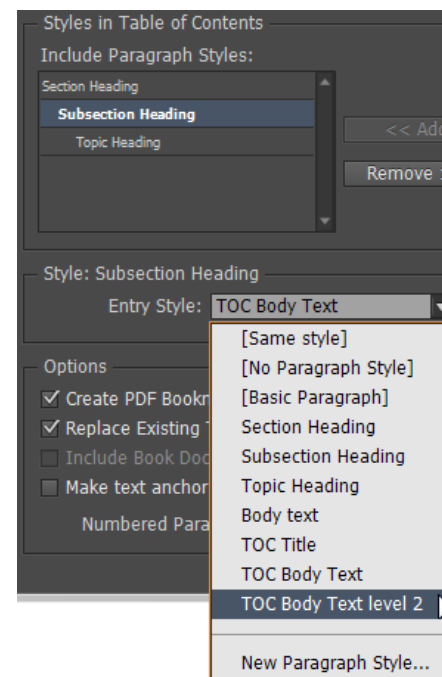 Styles in Table of Contents
Include Paragraph Styles:
Section Heading
Subsection Heading
Topic Heading
<< Add
Remove
Style: Subsection Heading
Entry Style: TOC Body Text
[Same style]
[No Paragraph Style]
[Basic Paragraph]
Section Heading
Subsection Heading
Topic Heading
Body text
TOC Title
TOC Body Text
TOC Body Text level 2
New Paragraph Style...
Options
Create PDF
Replace Existing
Include Book
Make text anchor
Numbered Para